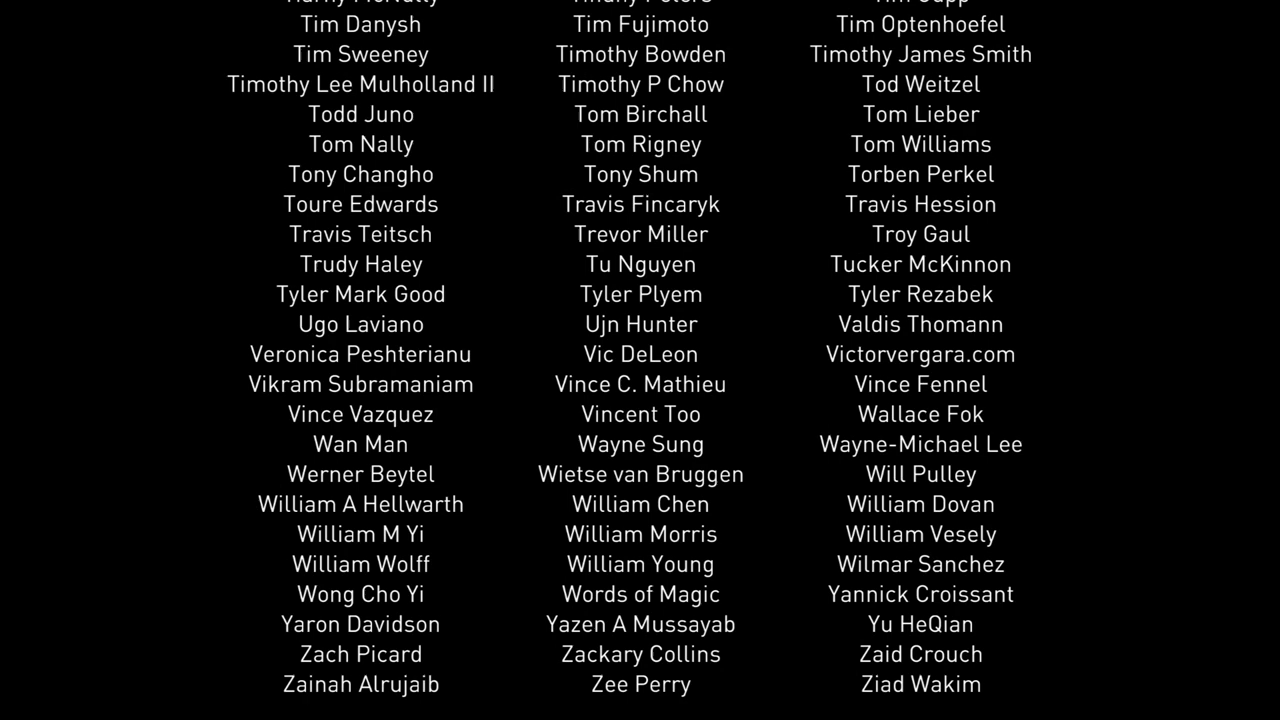 Tim Danysh Tim Fujimoto Tim Optenhoefel
Tim Sweeney Timothy Bowden Timothy James Smith
Timothy Lee Mulholland II Timothy P Chow Tod Weitzel
Todd Juno Tom Birchall Tom Lieber
Tom Nally Tom Rigney Tom Williams
Tony Changho Tony Shum Torben Perkel
Toure Edwards Travis Fincaryk Travis Hession
Travis Teitsch Trevor Miller Troy Gaul
Trudy Haley Tu Nguyen Tucker McKinnon
Tyler Mark Good Tyler Plyem Tyler Rezabek
Ugo Laviano Ujn Hunter Valdis Thomann
Veronica Peshterianu Vic DeLeon Victorvergara.com
Vikram Subramaniam Vince C. Mathieu Vince Fennel
Vince Vazquez Vincent Too Wallace Fok
Wan Man Wayne Sung Wayne-Michael Lee
Werner Beytel Wietse van Bruggen Will Pulley
William A Hellwarth William Chen William Dovan
William M Yi William Morris William Vesely
William Wolff William Young Wilmar Sanchez
Wong Cho Yi Words of Magic Yannick Croissant
Yaron Davidson Yazen A Mussayab Yu HeQian
Zach Picard Zackary Collins Zaid Crouch
Zainah Alrujaib Zee Perry Ziad Wakim